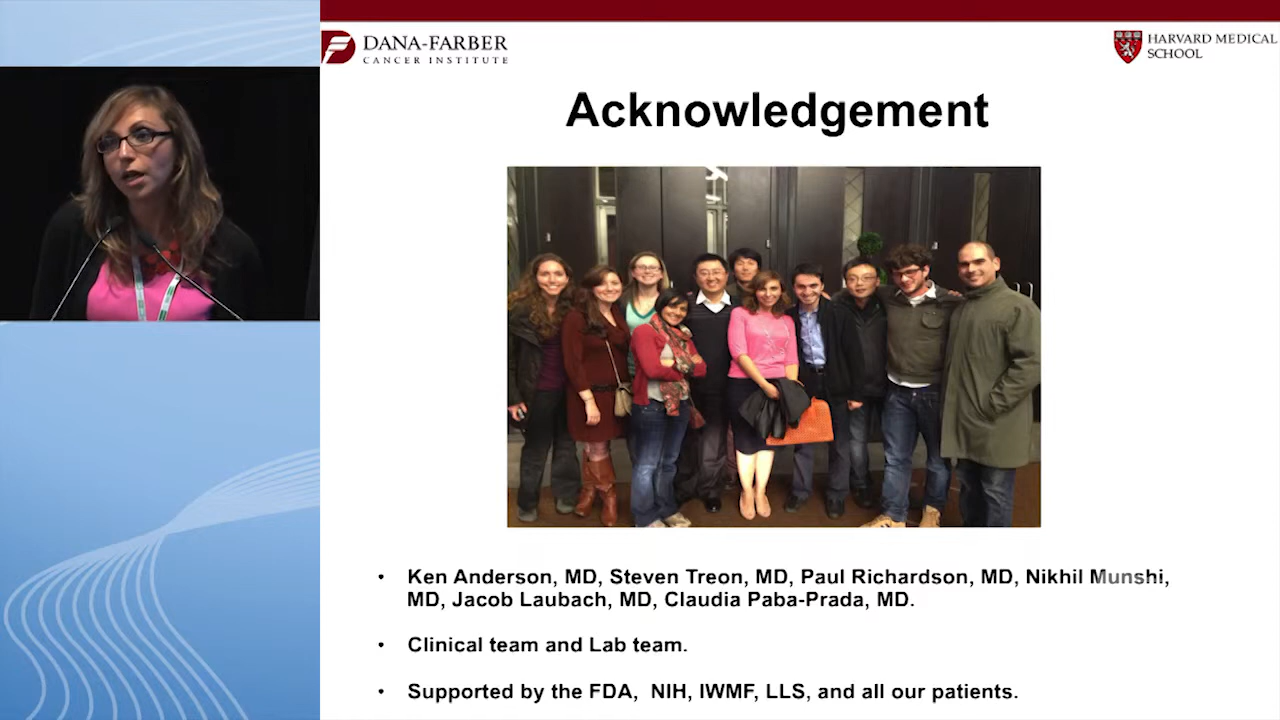 DANA-FARBER
CANCER INSTITUTE
HARVARD MEDICAL
SCHOOL
Acknowledgement
• Ken Anderson, MD, Steven Treon, MD, Paul Richardson, MD, Nikhil Munshi,
MD, Jacob Laubach, MD, Claudia Paba-Prada, MD.
• Clinical team and Lab team.
• Supported by the FDA, NIH, IWMF, LLS, and all our patients.